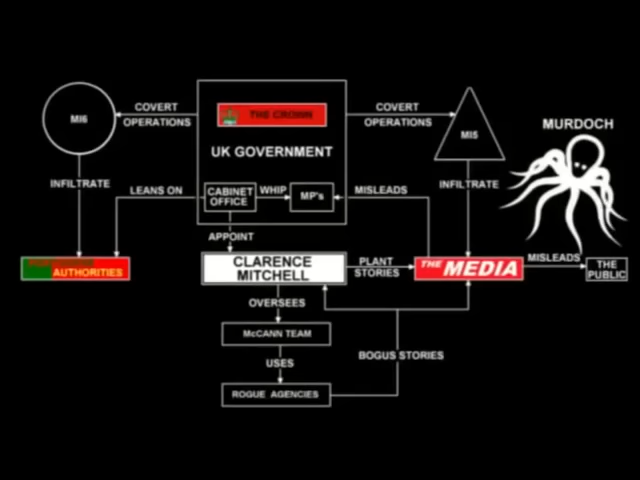 MURDOCH
COVERT
OPERATIONS
THE CROWN
COVERT
OPERATIONS
MI6
MI5
UK GOVERNMENT
INFILTRATE
LEANS ON
CABINET
OFFICE
WHIP
MP's
MISLEADS
INFILTRATE
APPOINT
AUTHORITIES
CLARENCE
MITCHELL
PLANT
STORIES
THE MEDIA
MISLEADS
THE
PUBLIC
OVERSEES
McCANN TEAM
BOGUS STORIES
USES
ROGUE AGENCIES